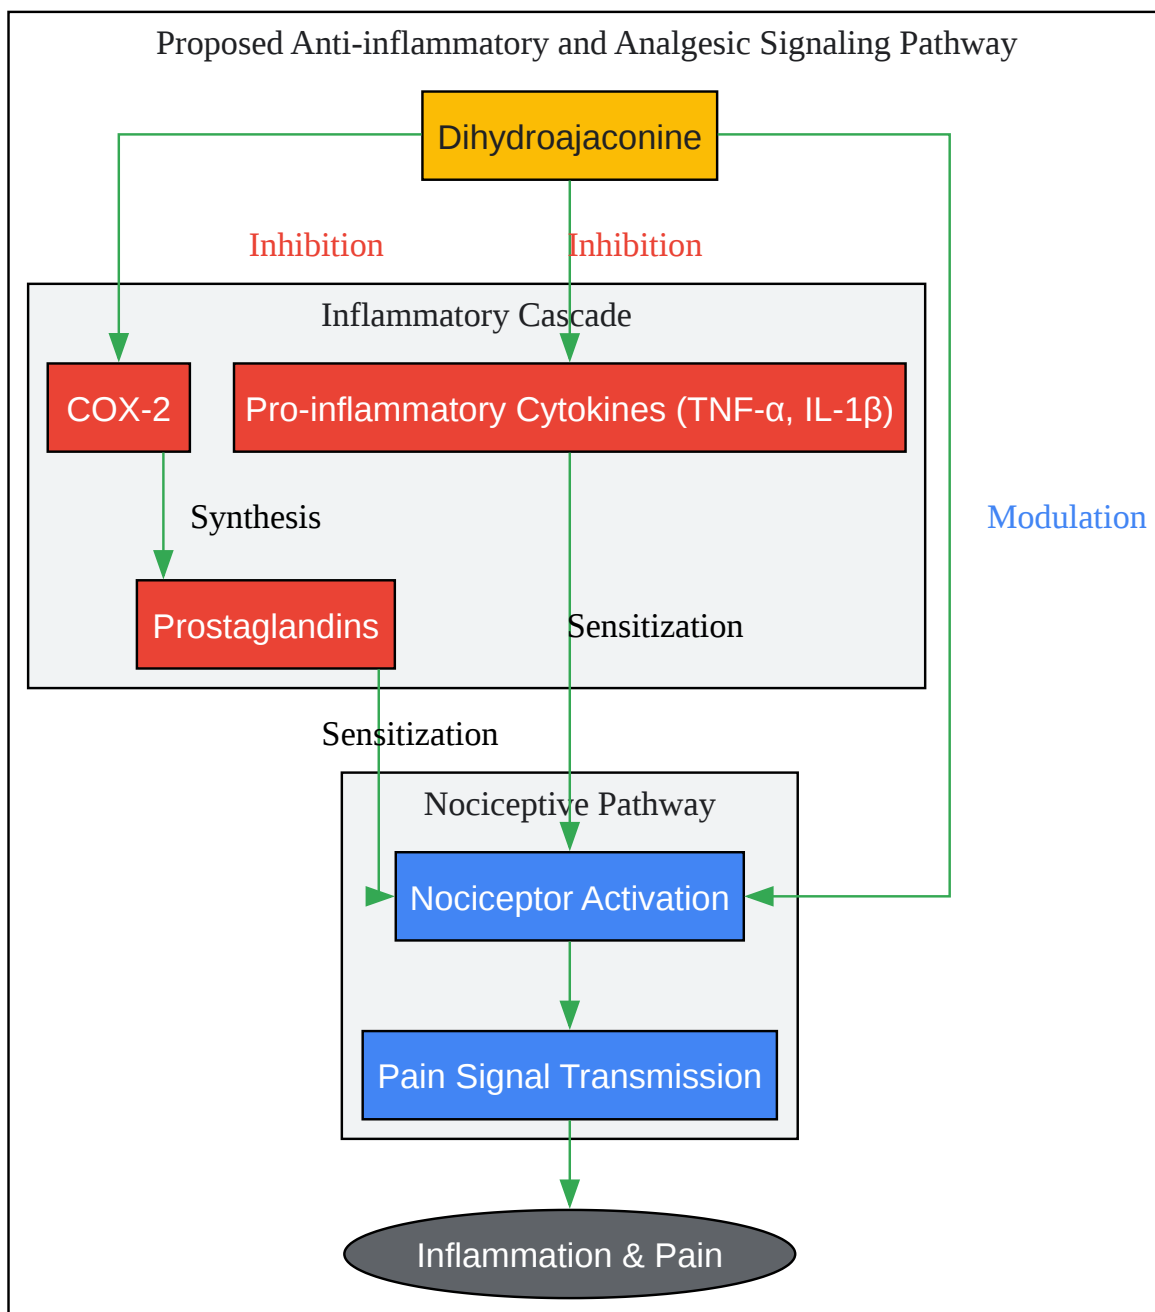 Proposed Anti-inflammatory and Analgesic Signaling Pathway
Dihydroajaconine
Inhibition
Inhibition
Inflammatory Cascade
COX-2
Pro-inflammatory Cytokines (TNF-α, IL-1β)
Synthesis
Modulation
Prostaglandins
Sensitization
Sensitization
Nociceptive Pathway
Nociceptor Activation
Pain Signal Transmission
Inflammation & Pain